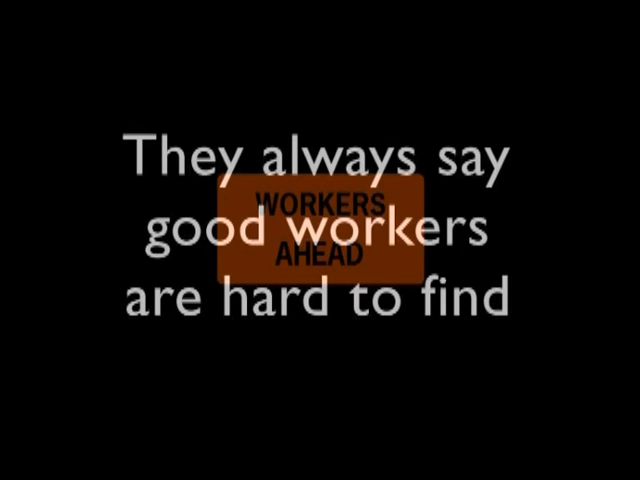 They always say
WORKERS
good workers
AHEAD
are hard to find